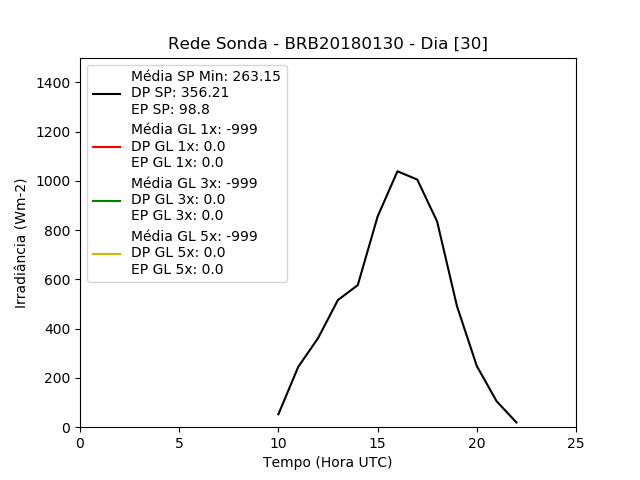 Rede Sonda - BRB20180130 - Dia [30]
Média SP Min: 263.15
DP SP: 356.21
EP SP: 98.8
Média GL 1x: -999
DP GL 1x: 0.0
EP GL 1x: 0.0
Média GL 3x: -999
DP GL 3x: 0.0
EP GL 3x: 0.0
Média GL 5x: -999
DP GL 5x: 0.0
EP GL 5x: 0.0
Irradiância (Wm-2)
1400
1200
1000
800
600
400
200
0
0 5 10 15 20 25
Tempo (Hora UTC)